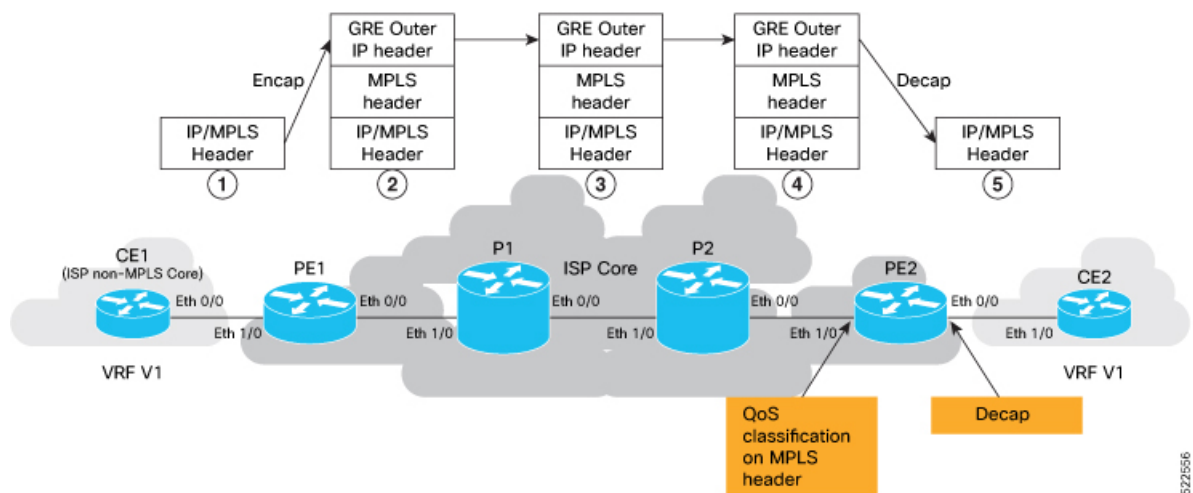 GRE Outer
IP header
MPLS
header
IP/MPLS
Header
2
GRE Outer
IP header
MPLS
header
IP/MPLS
Header
3
GRE Outer
IP header
MPLS
header
IP/MPLS
Header
4
Encap
Decap
IP/MPLS
Header
1
IP/MPLS
Header
5
CE1
(ISP non-MPLS Core)
Eth 0/0
VRF V1
PE1
Eth 1/0
Eth 0/0
P1
Eth 1/0
Eth 0/0
ISP Core
P2
Eth 1/0
Eth 0/0
PE2
Eth 1/0
Eth 0/0
CE2
Eth 1/0
VRF V1
QoS
classification
on MPLS
header
Decap
522556